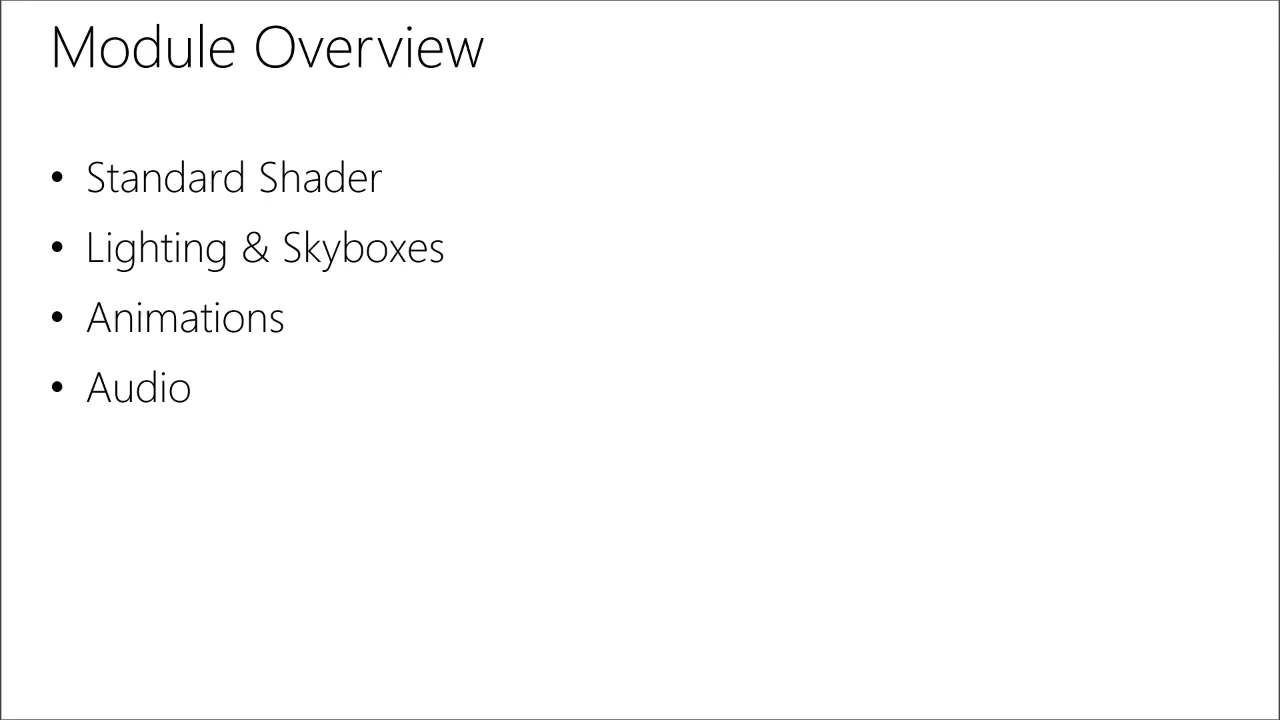 Module Overview
• Standard Shader
• Lighting & Skyboxes
• Animations
• Audio